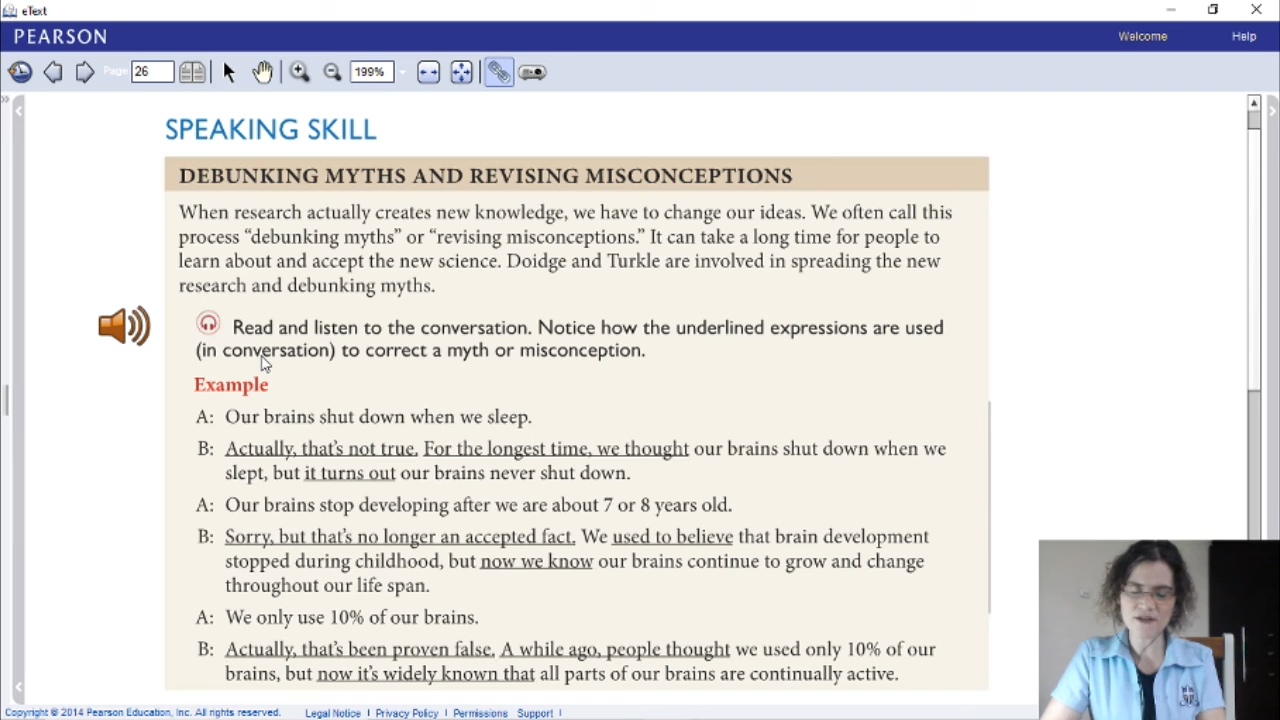 eText
PEARSON
Welcome
Help
Page
26
199%
SPEAKING SKILL
DEBUNKING MYTHS AND REVISING MISCONCEPTIONS
When research actually creates new knowledge, we have to change our ideas. We often call this
process “debunking myths” or “revising misconceptions.” It can take a long time for people to
learn about and accept the new science. Doidge and Turkle are involved in spreading the new
research and debunking myths.
Read and listen to the conversation. Notice how the underlined expressions are used
(in conversation) to correct a myth or misconception.
Example
A: Our brains shut down when we sleep.
B: Actually, that’s not true. For the longest time, we thought our brains shut down when we
slept, but it turns out our brains never shut down.
A: Our brains stop developing after we are about 7 or 8 years old.
B: Sorry, but that’s no longer an accepted fact. We used to believe that brain development
stopped during childhood, but now we know our brains continue to grow and change
throughout our life span.
A: We only use 10% of our brains.
B: Actually, that’s been proven false. A while ago, people thought we used only 10% of our
brains, but now it’s widely known that all parts of our brains are continually active.
Copyright © 2014 Pearson Education, Inc. All rights reserved. Legal Notice | Privacy Policy | Permissions Support |